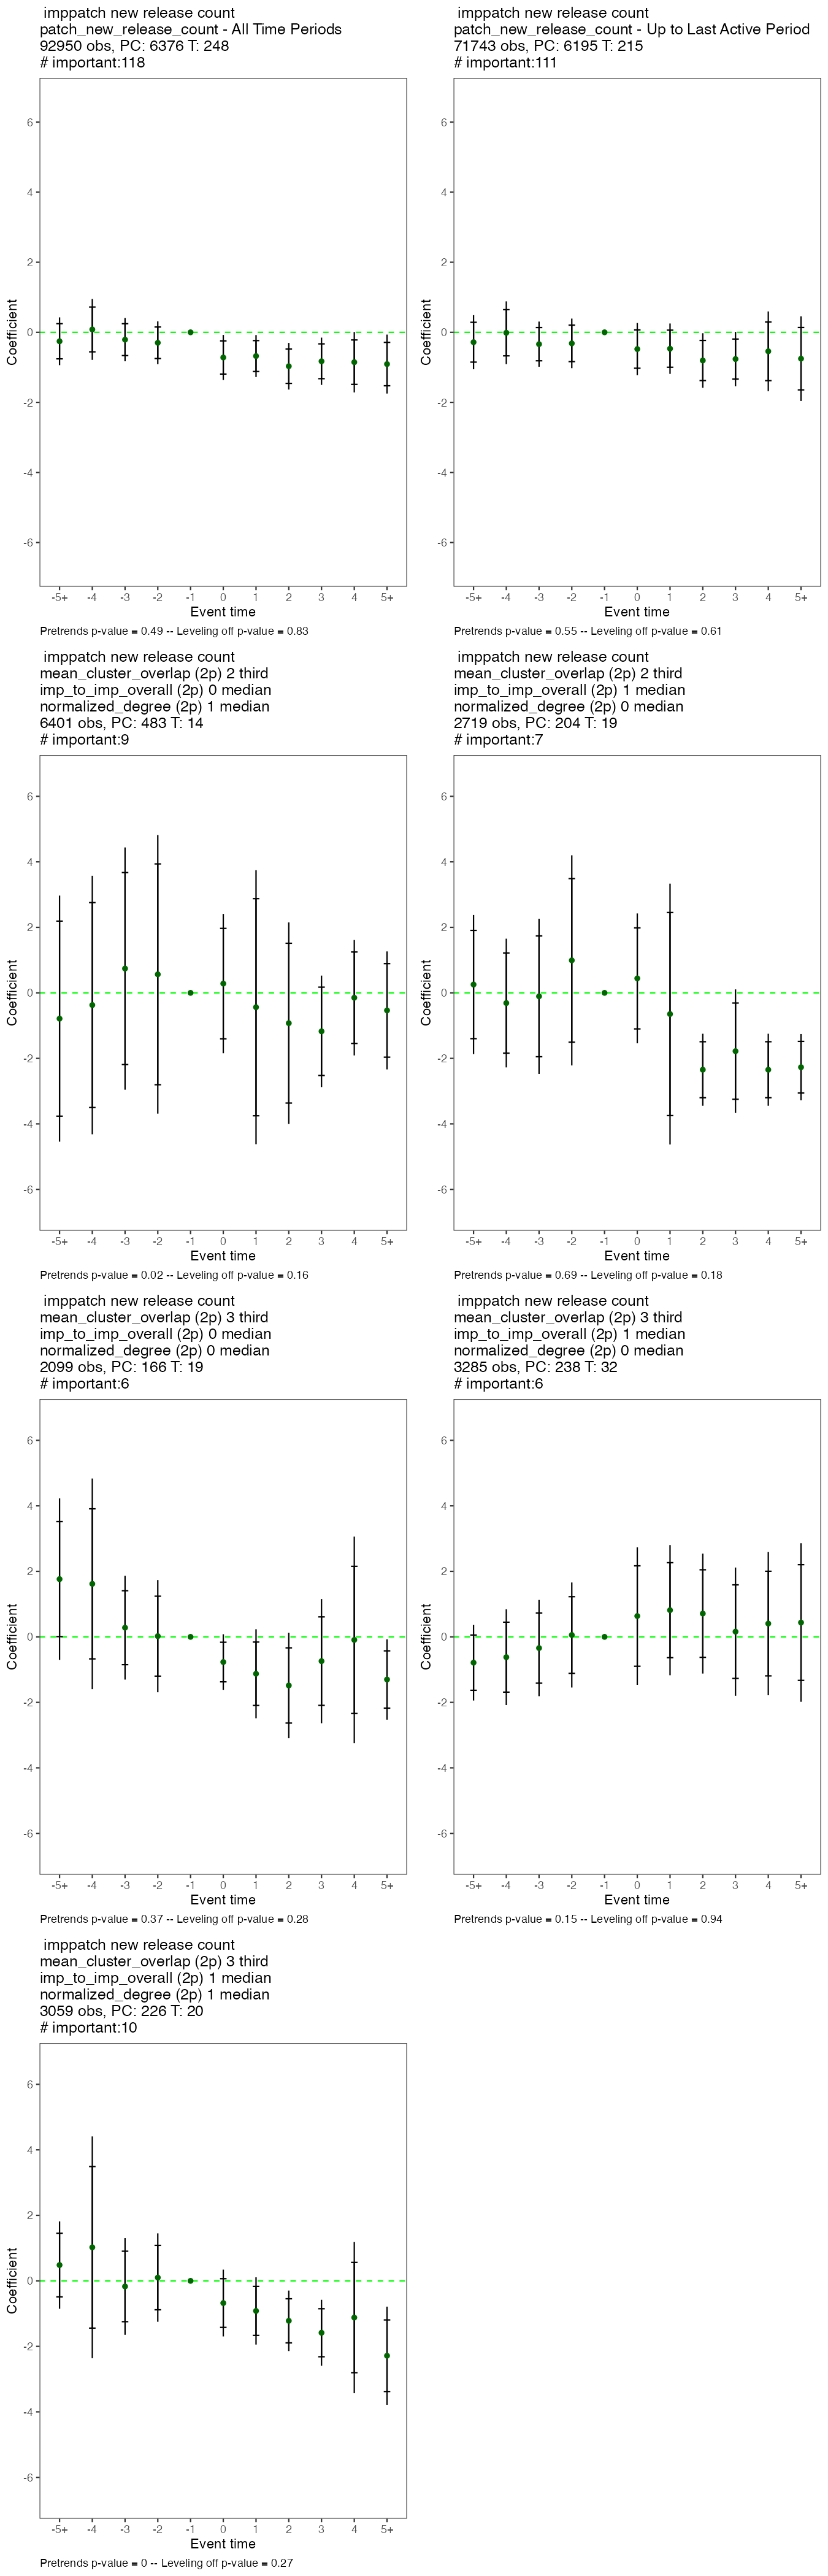 imppatch new release count
patch_new_release_count - All Time Periods
92950 obs, PC: 6376 T: 248
# important:118
6
4
2
0
-2
-4
-6
Coefficient
-5+ -4 -3 -2 -1 0 1 2 3 4 5+
Event time
Pretrends p-value = 0.49 -- Leveling off p-value = 0.83
imppatch new release count
patch_new_release_count - Up to Last Active Period
71743 obs, PC: 6195 T: 215
# important:111
6
4
2
0
-2
-4
-6
Coefficient
-5+ -4 -3 -2 -1 0 1 2 3 4 5+
Event time
Pretrends p-value = 0.55 -- Leveling off p-value = 0.61
imppatch new release count
mean_cluster_overlap (2p) 2 third
imp_to_imp_overall (2p) 0 median
normalized_degree (2p) 1 median
6401 obs, PC: 483 T: 14
# important:9
6
4
2
0
-2
-4
-6
Coefficient
-5+ -4 -3 -2 -1 0 1 2 3 4 5+
Event time
Pretrends p-value = 0.02 -- Leveling off p-value = 0.16
imppatch new release count
mean_cluster_overlap (2p) 2 third
imp_to_imp_overall (2p) 1 median
normalized_degree (2p) 0 median
2719 obs, PC: 204 T: 19
# important:7
6
4
2
0
-2
-4
-6
Coefficient
-5+ -4 -3 -2 -1 0 1 2 3 4 5+
Event time
Pretrends p-value = 0.69 -- Leveling off p-value = 0.18
imppatch new release count
mean_cluster_overlap (2p) 3 third
imp_to_imp_overall (2p) 0 median
normalized_degree (2p) 0 median
2099 obs, PC: 166 T: 19
# important:6
6
4
2
0
-2
-4
-6
Coefficient
-5+ -4 -3 -2 -1 0 1 2 3 4 5+
Event time
Pretrends p-value = 0.37 -- Leveling off p-value = 0.28
imppatch new release count
mean_cluster_overlap (2p) 3 third
imp_to_imp_overall (2p) 1 median
normalized_degree (2p) 0 median
3285 obs, PC: 238 T: 32
# important:6
6
4
2
0
-2
-4
-6
Coefficient
-5+ -4 -3 -2 -1 0 1 2 3 4 5+
Event time
Pretrends p-value = 0.15 -- Leveling off p-value = 0.94
imppatch new release count
mean_cluster_overlap (2p) 3 third
imp_to_imp_overall (2p) 1 median
normalized_degree (2p) 1 median
3059 obs, PC: 226 T: 20
# important:10
6
4
2
0
-2
-4
-6
Coefficient
-5+ -4 -3 -2 -1 0 1 2 3 4 5+
Event time
Pretrends p-value = 0 -- Leveling off p-value = 0.27